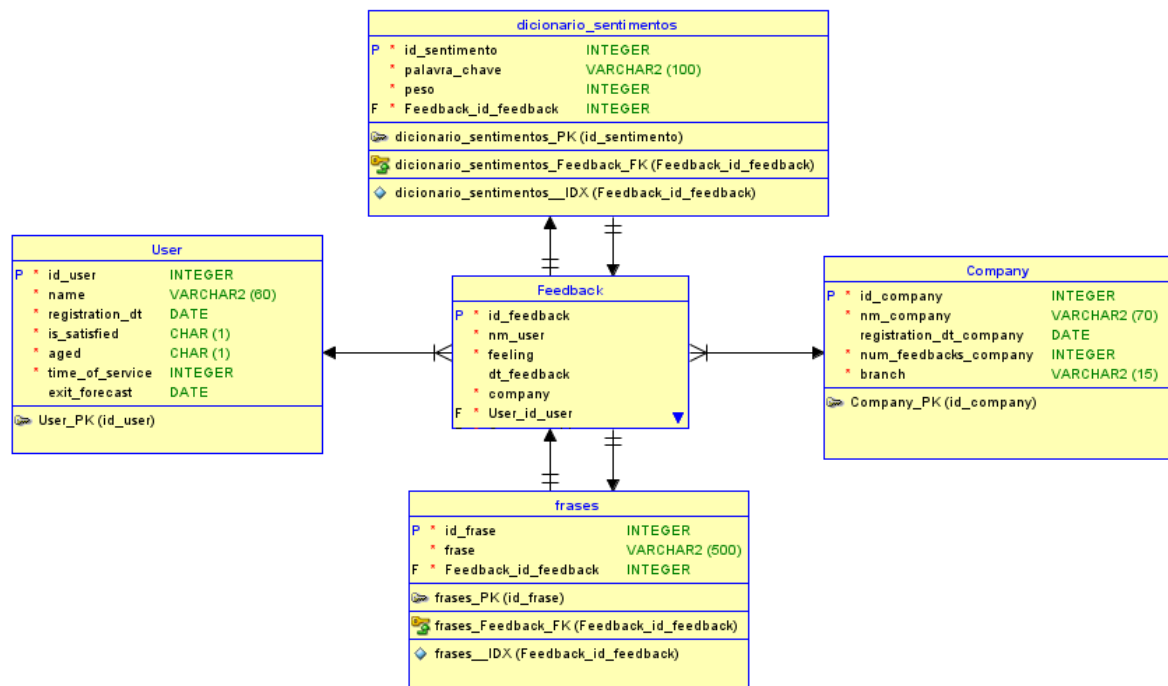 dicionario_sentimentos
P * id_sentimento INTEGER
* palavra_chave VARCHAR2 (100)
* peso INTEGER
F * Feedback_id_feedback INTEGER
dicionario_sentimentos_PK (id_sentimento)
dicionario_sentimentos_Feedback_FK (Feedback_id_feedback)
dicionario_sentimentos__IDX (Feedback_id_feedback)
User
P * id_user INTEGER
* name VARCHAR2 (60)
* registration_dt DATE
* is_satisfied CHAR (1)
* aged CHAR (1)
* time_of_service INTEGER
exit_forecast DATE
User_PK (id_user)
Feedback
P * id_feedback
* nm_user
* feeling
dt_feedback
* company
F * User_id_user
Company
P * id_company INTEGER
* nm_company VARCHAR2 (70)
registration_dt_company DATE
* num_feedbacks_company INTEGER
* branch VARCHAR2 (15)
Company_PK (id_company)
frases
P * id_frase INTEGER
* frase VARCHAR2 (500)
F * Feedback_id_feedback INTEGER
frases_PK (id_frase)
frases_Feedback_FK (Feedback_id_feedback)
frases__IDX (Feedback_id_feedback)